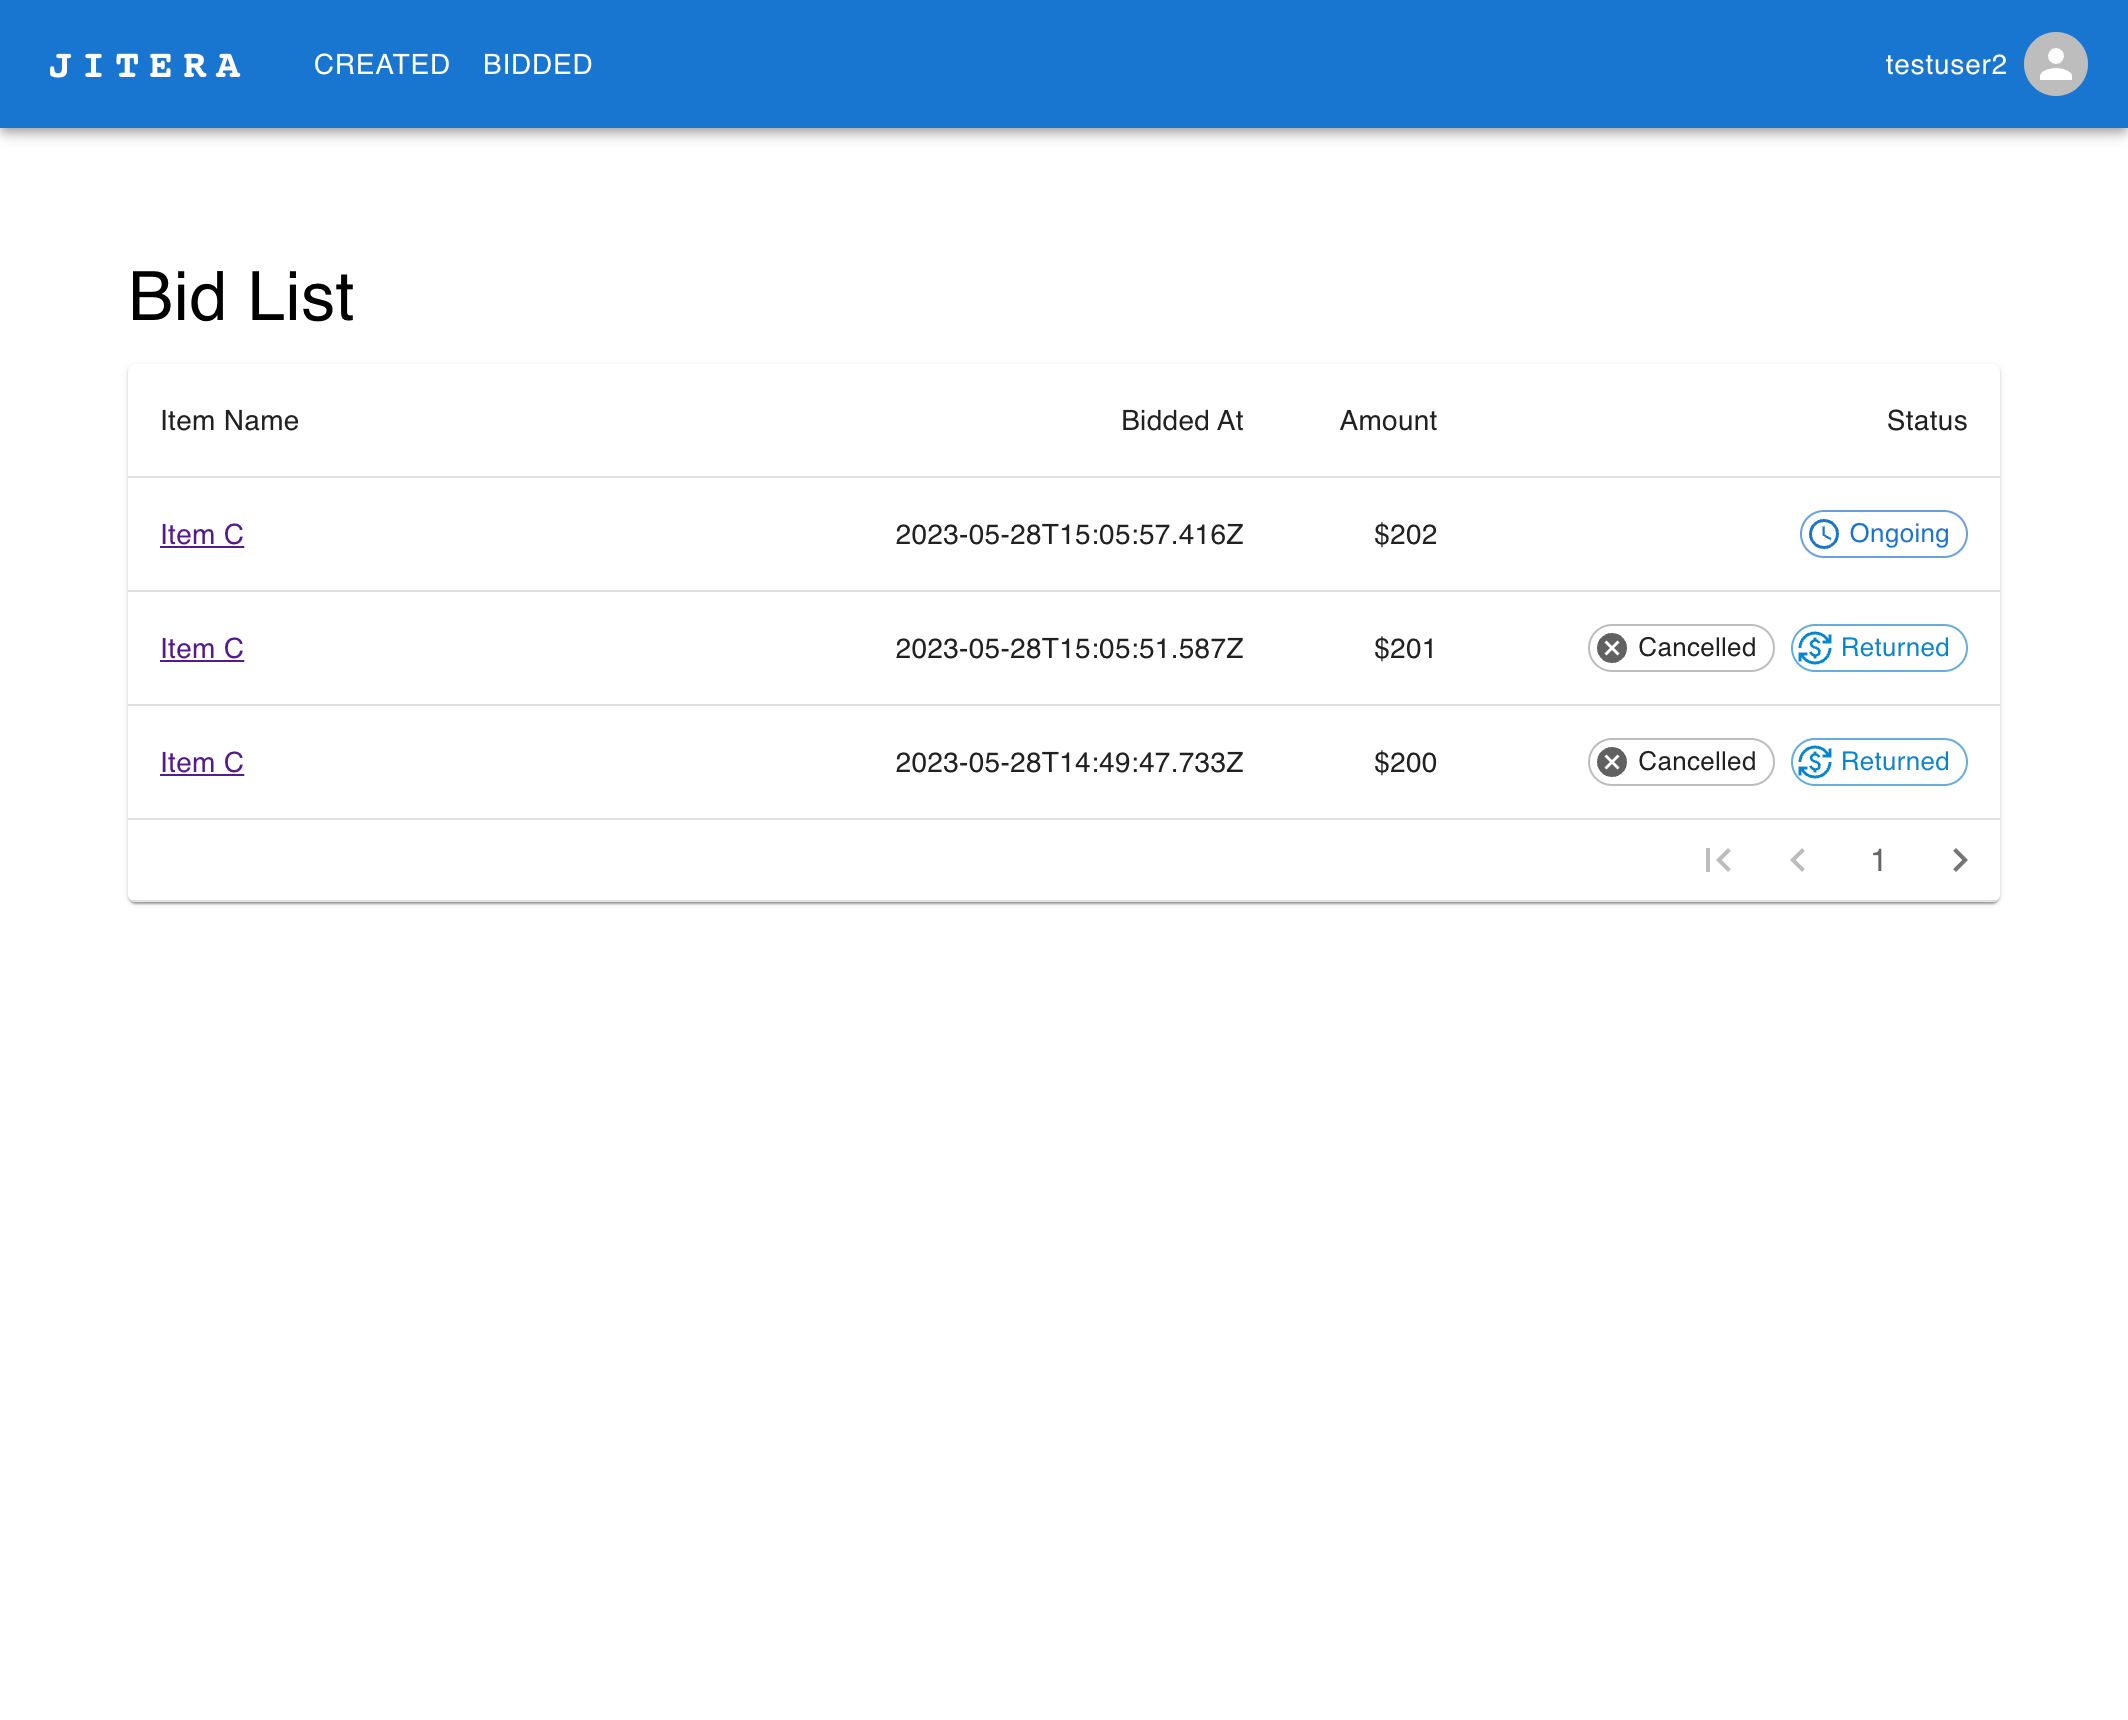 JITERA CREATED BIDDED testuser2
Bid List
Item Name Bidded At Amount Status
Item C 2023-05-28T15:05:57.416Z $202 Ongoing
Item C 2023-05-28T15:05:51.587Z $201 Cancelled Returned
Item C 2023-05-28T14:49:47.733Z $200 Cancelled Returned
1